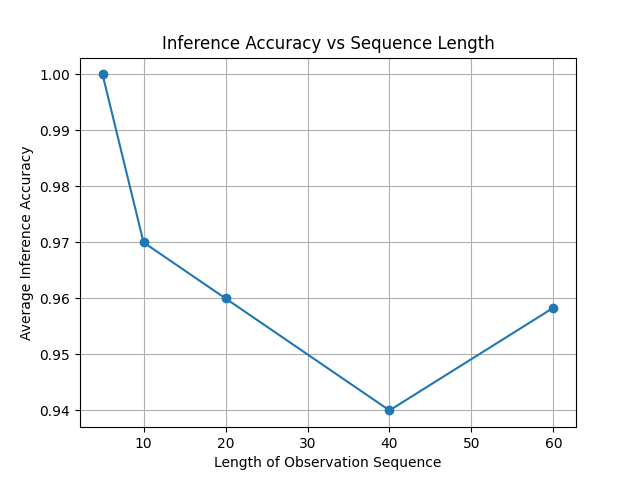 Inference Accuracy vs Sequence Length
1.00
0.99
0.98
0.97
0.96
0.95
0.94
Average Inference Accuracy
10 20 30 40 50 60
Length of Observation Sequence